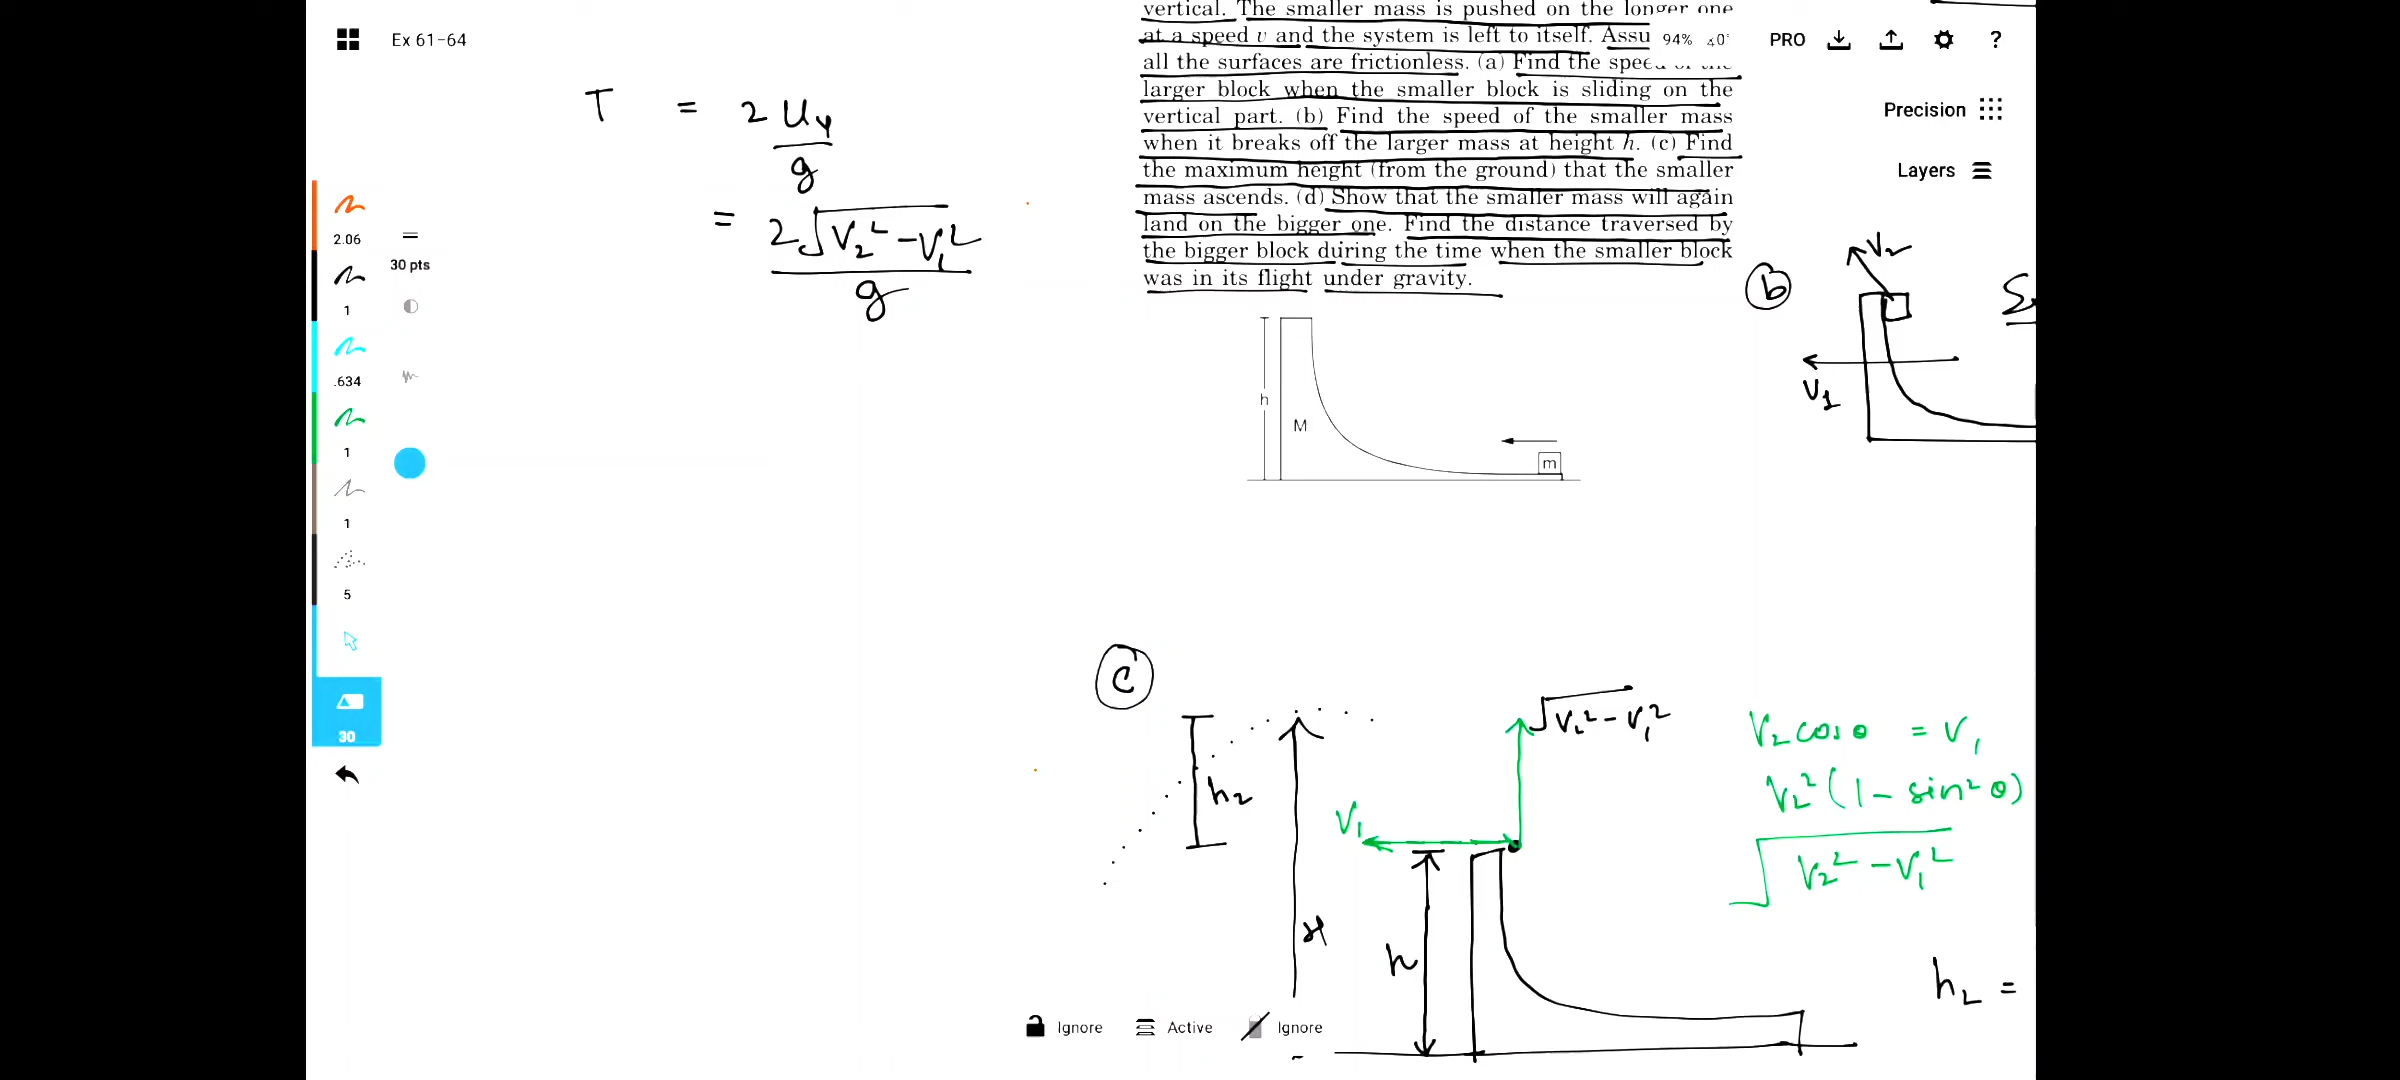 Ex 61-64
T = 2 u_y
g
= 2√V₂² - V₁²
g
2.06
1
.634
1
1
5
30
30 pts
vertical. The smaller mass is pushed on the longer one
at a speed v and the system is left to itself. Assu
all the surfaces are frictionless. (a) Find the spee
larger block when the smaller block is sliding on the
vertical part. (b) Find the speed of the smaller mass
when it breaks off the larger mass at height h. (c) Find
the maximum height (from the ground) that the smaller
mass ascends. (d) Show that the smaller mass will again
land on the bigger one. Find the distance traversed by
the bigger block during the time when the smaller block
was in its flight under gravity.
94%
PRO
?
Precision
Layers
h
M
m
b
V₂
V₁
C
h₂
√V₂² - V₁²
V₁
H
h
V₂ cos θ = V₁
V₂² (1 - sin² θ)
√V₂² - V₁²
h₂ =
Ignore
Active
Ignore